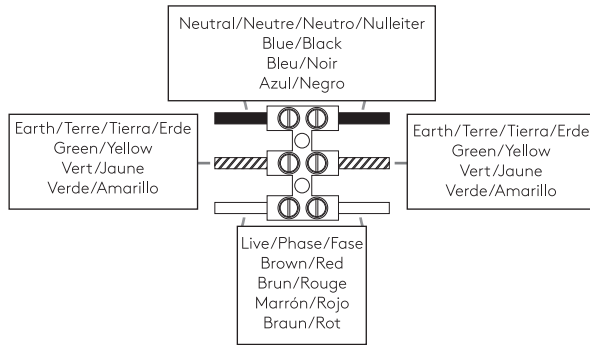 Neutral/Neutre/Neutro/Nulleiter
Blue/Black
Bleu/Noir
Azul/Negro
Earth/Terre/Tierra/Erde
Green/Yellow
Vert/Jaune
Verde/Amarillo
Earth/Terre/Tierra/Erde
Green/Yellow
Vert/Jaune
Verde/Amarillo
Live/Phase/Fase
Brown/Red
Brun/Rouge
Marrón/Rojo
Braun/Rot